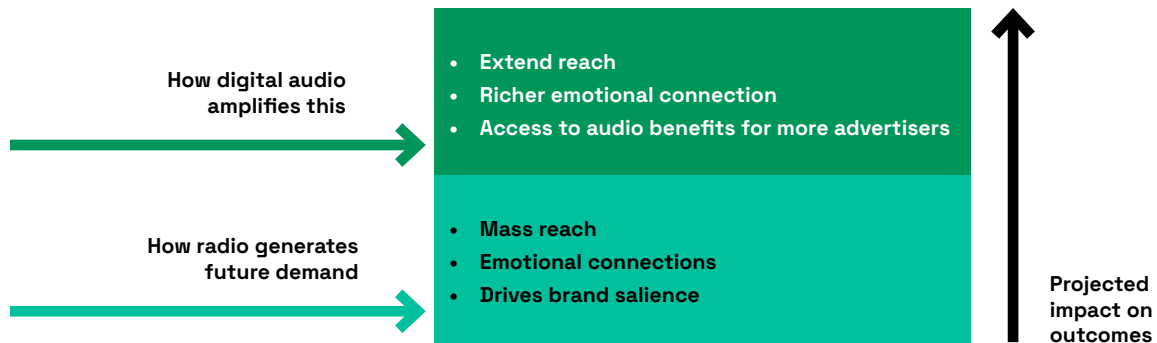 How digital audio
amplifies this
• Extend reach
• Richer emotional connection
• Access to audio benefits for more advertisers
How radio generates
future demand
• Mass reach
• Emotional connections
• Drives brand salience
Projected
impact on
outcomes